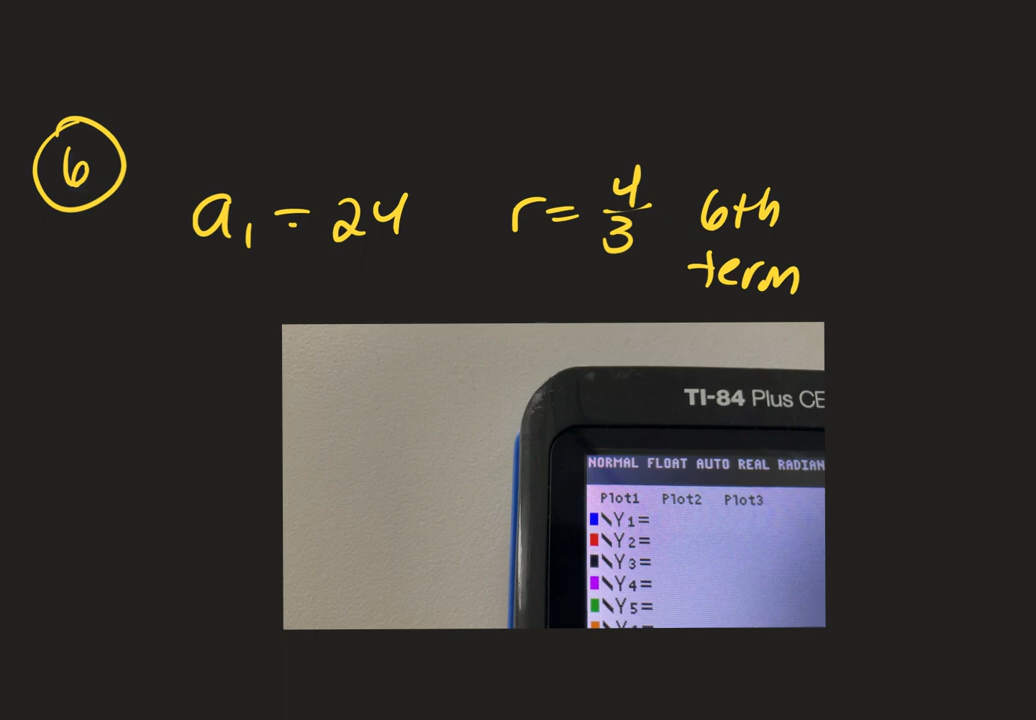 6
a₁ = 24 r = 4/3 6th
term
TI-84 Plus CE
NORMAL FLOAT AUTO REAL RADIAN
Plot1 Plot2 Plot3
\Y₁=
\Y₂=
\Y₃=
\Y₄=
\Y₅=